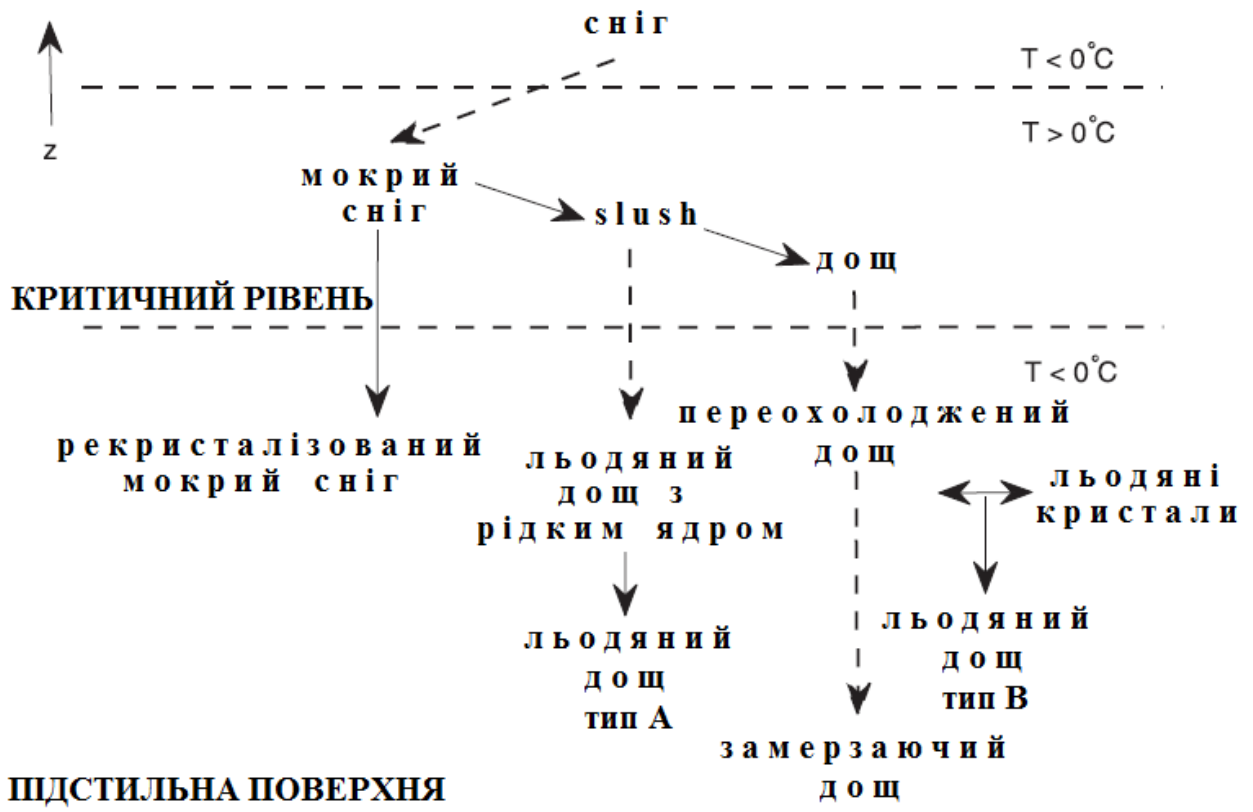 сніг
T < 0°C
T > 0°C
z
мокрий
сніг
slush
дощ
КРИТИЧНИЙ РІВЕНЬ
T < 0°C
переохолоджений
дощ
рекристалізований
мокрий сніг
льодяний
дощ з
рідким ядром
льодяні
кристали
льодяний
дощ
тип А
льодяний
дощ
тип В
замерзаючий
дощ
ПІДСТИЛЬНА ПОВЕРХНЯ